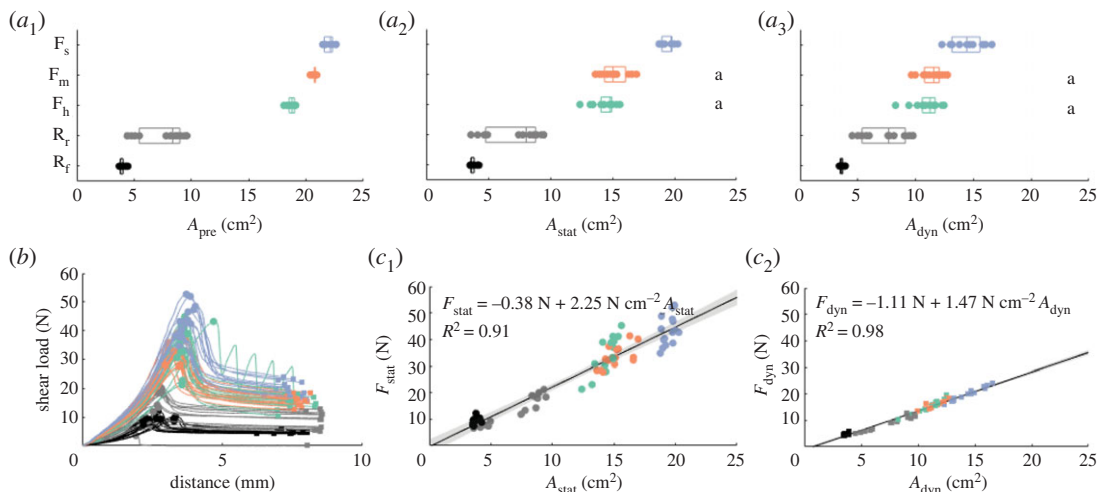 (a1) (a2) (a3)
Fs
Fm a a
Fh a a
Rr
Rf
0 5 10 15 20 25 0 5 10 15 20 25 0 5 10 15 20 25
Apre (cm2) Astat (cm2) Adyn (cm2)
(b) (c1) (c2)
shear load (N)
60
50
40
30
20
10
0 5 10
distance (mm)
Fstat (N)
60
50
40
30
20
10
Fstat = –0.38 N + 2.25 N cm–2 Astat
R2 = 0.91
0 5 10 15 20 25
Astat (cm2)
Fdyn (N)
60
50
40
30
20
10
Fdyn = –1.11 N + 1.47 N cm–2 Adyn
R2 = 0.98
0 5 10 15 20 25
Adyn (cm2)